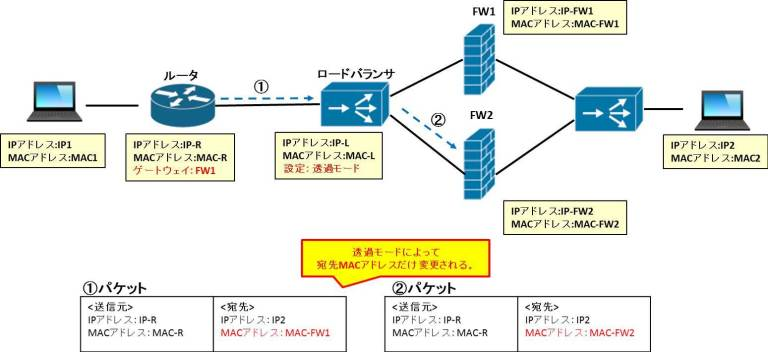 FW1
IPアドレス:IP-FW1
MACアドレス:MAC-FW1
ルータ
①
ロードバランサ
②
FW2
IPアドレス:IP1
MACアドレス:MAC1
IPアドレス:IP-R
MACアドレス:MAC-R
ゲートウェイ: FW1
IPアドレス:IP-L
MACアドレス:MAC-L
設定: 透過モード
IPアドレス:IP2
MACアドレス:MAC2
IPアドレス:IP-FW2
MACアドレス:MAC-FW2
透過モードによって
宛先MACアドレスだけ変更される。
①パケット
<送信元>
IPアドレス: IP-R
MACアドレス: MAC-R
<宛先>
IPアドレス: IP2
MACアドレス: MAC-FW1
②パケット
<送信元>
IPアドレス: IP-R
MACアドレス: MAC-R
<宛先>
IPアドレス: IP2
MACアドレス: MAC-FW2